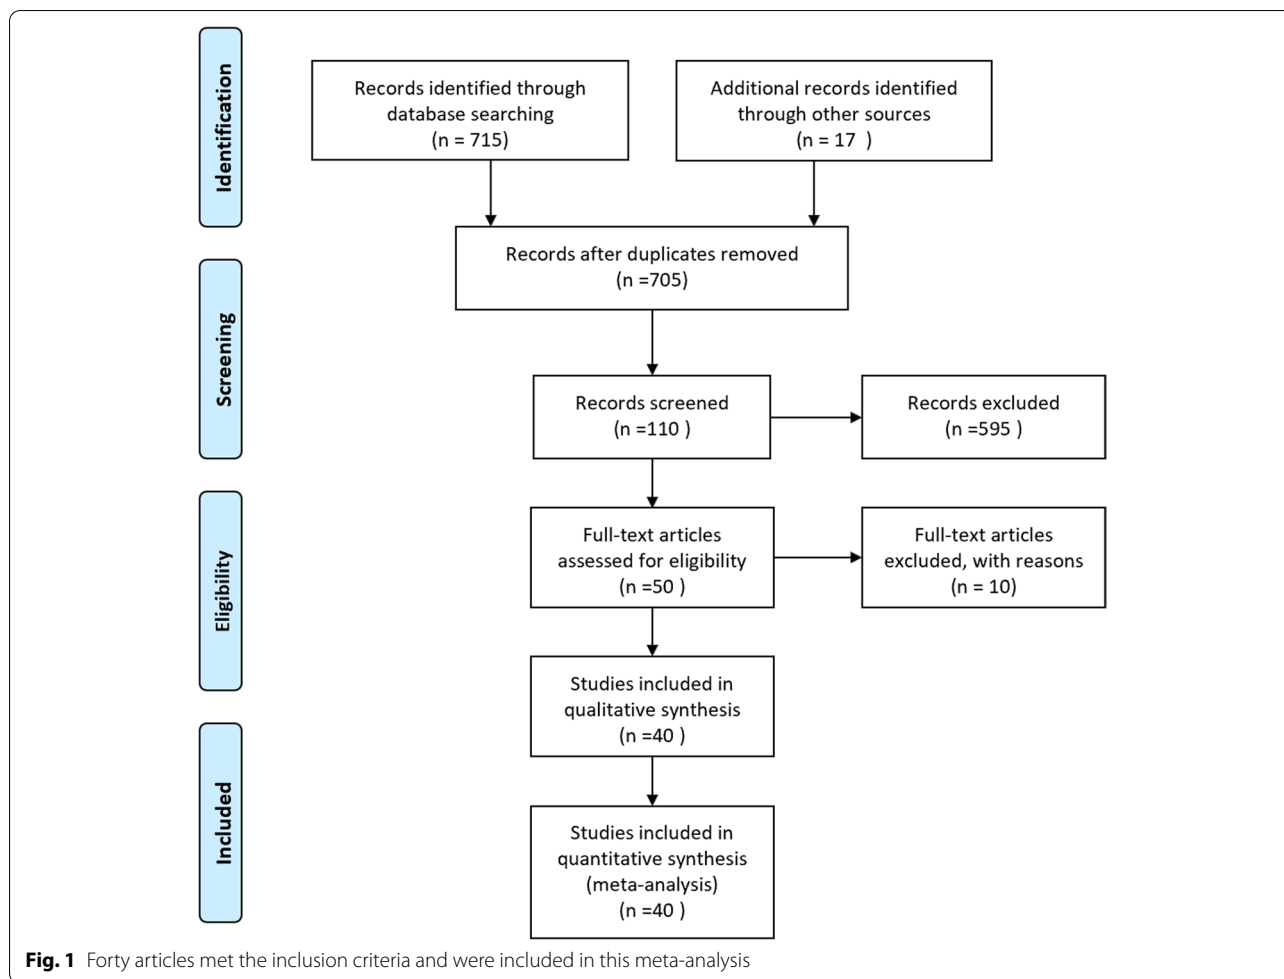 Identification
Records identified through
database searching
(n = 715)
Additional records identified
through other sources
(n = 17  )
Records after duplicates removed
(n =705)
Screening
Records screened
(n =110 )
Records excluded
(n =595 )
Eligibility
Full-text articles
assessed for eligibility
(n =50 )
Full-text articles
excluded, with reasons
(n = 10)
Studies included in
qualitative synthesis
(n =40 )
Included
Studies included in
quantitative synthesis
(meta-analysis)
(n =40 )
Fig. 1 Forty articles met the inclusion criteria and were included in this meta-analysis